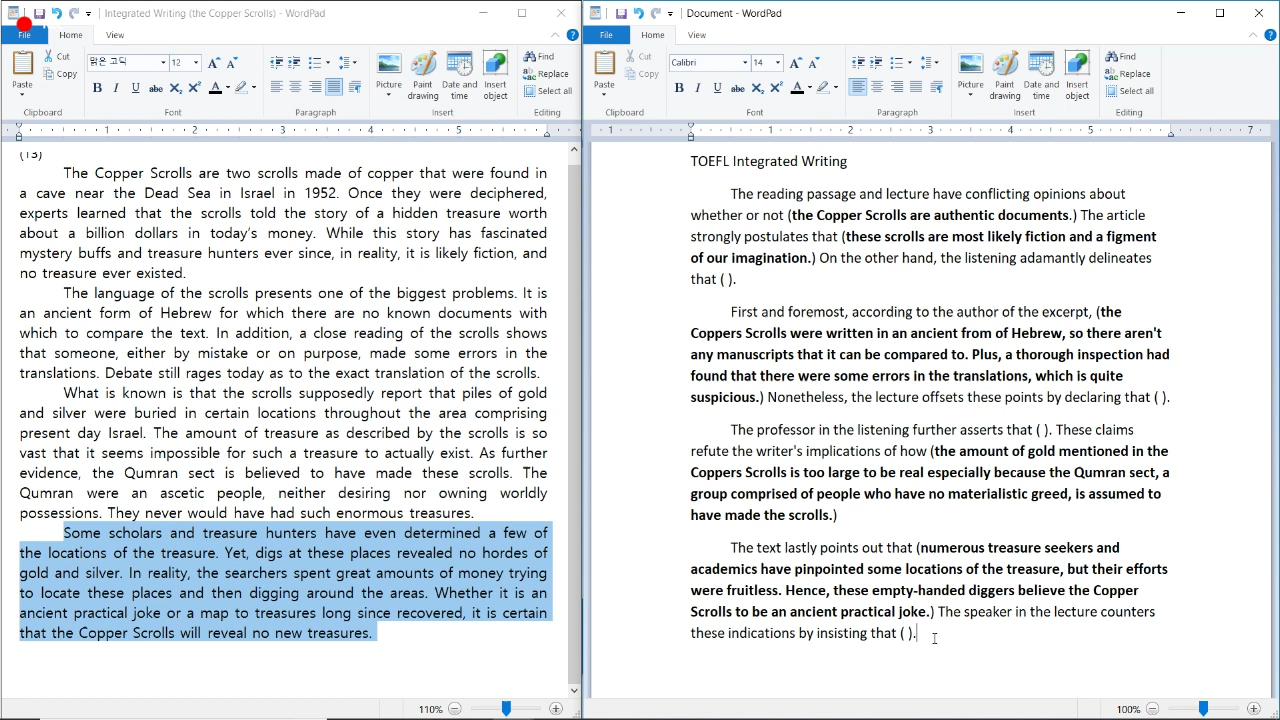 Integrated Writing (the Copper Scrolls) - WordPad
File
Home
View
Paste
Cut
Copy
Clipboard
맑은 고딕
12
Font
Paragraph
Picture
Paint drawing
Date and time
Insert object
Insert
Find
Replace
Select all
Editing
1 2 3 4 5
(13)
The Copper Scrolls are two scrolls made of copper that were found in
a cave near the Dead Sea in Israel in 1952. Once they were deciphered,
experts learned that the scrolls told the story of a hidden treasure worth
about a billion dollars in today's money. While this story has fascinated
mystery buffs and treasure hunters ever since, in reality, it is likely fiction, and
no treasure ever existed.
The language of the scrolls presents one of the biggest problems. It is
an ancient form of Hebrew for which there are no known documents with
which to compare the text. In addition, a close reading of the scrolls shows
that someone, either by mistake or on purpose, made some errors in the
translations. Debate still rages today as to the exact translation of the scrolls.
What is known is that the scrolls supposedly report that piles of gold
and silver were buried in certain locations throughout the area comprising
present day Israel. The amount of treasure as described by the scrolls is so
vast that it seems impossible for such a treasure to actually exist. As further
evidence, the Qumran sect is believed to have made these scrolls. The
Qumran were an ascetic people, neither desiring nor owning worldly
possessions. They never would have had such enormous treasures.
Some scholars and treasure hunters have even determined a few of
the locations of the treasure. Yet, digs at these places revealed no hordes of
gold and silver. In reality, the searchers spent great amounts of money trying
to locate these places and then digging around the areas. Whether it is an
ancient practical joke or a map to treasures long since recovered, it is certain
that the Copper Scrolls will reveal no new treasures.
110%
Document - WordPad
File
Home
View
Paste
Cut
Copy
Clipboard
Calibri
14
Font
Paragraph
Picture
Paint drawing
Date and time
Insert object
Insert
Find
Replace
Select all
Editing
1 1 2 3 4 5 7
TOEFL Integrated Writing
The reading passage and lecture have conflicting opinions about
whether or not (the Copper Scrolls are authentic documents.) The article
strongly postulates that (these scrolls are most likely fiction and a figment
of our imagination.) On the other hand, the listening adamantly delineates
that ( ).
First and foremost, according to the author of the excerpt, (the
Coppers Scrolls were written in an ancient from of Hebrew, so there aren't
any manuscripts that it can be compared to. Plus, a thorough inspection had
found that there were some errors in the translations, which is quite
suspicious.) Nonetheless, the lecture offsets these points by declaring that ( ).
The professor in the listening further asserts that ( ). These claims
refute the writer's implications of how (the amount of gold mentioned in the
Coppers Scrolls is too large to be real especially because the Qumran sect, a
group comprised of people who have no materialistic greed, is assumed to
have made the scrolls.)
The text lastly points out that (numerous treasure seekers and
academics have pinpointed some locations of the treasure, but their efforts
were fruitless. Hence, these empty-handed diggers believe the Copper
Scrolls to be an ancient practical joke.) The speaker in the lecture counters
these indications by insisting that ( ).
100%